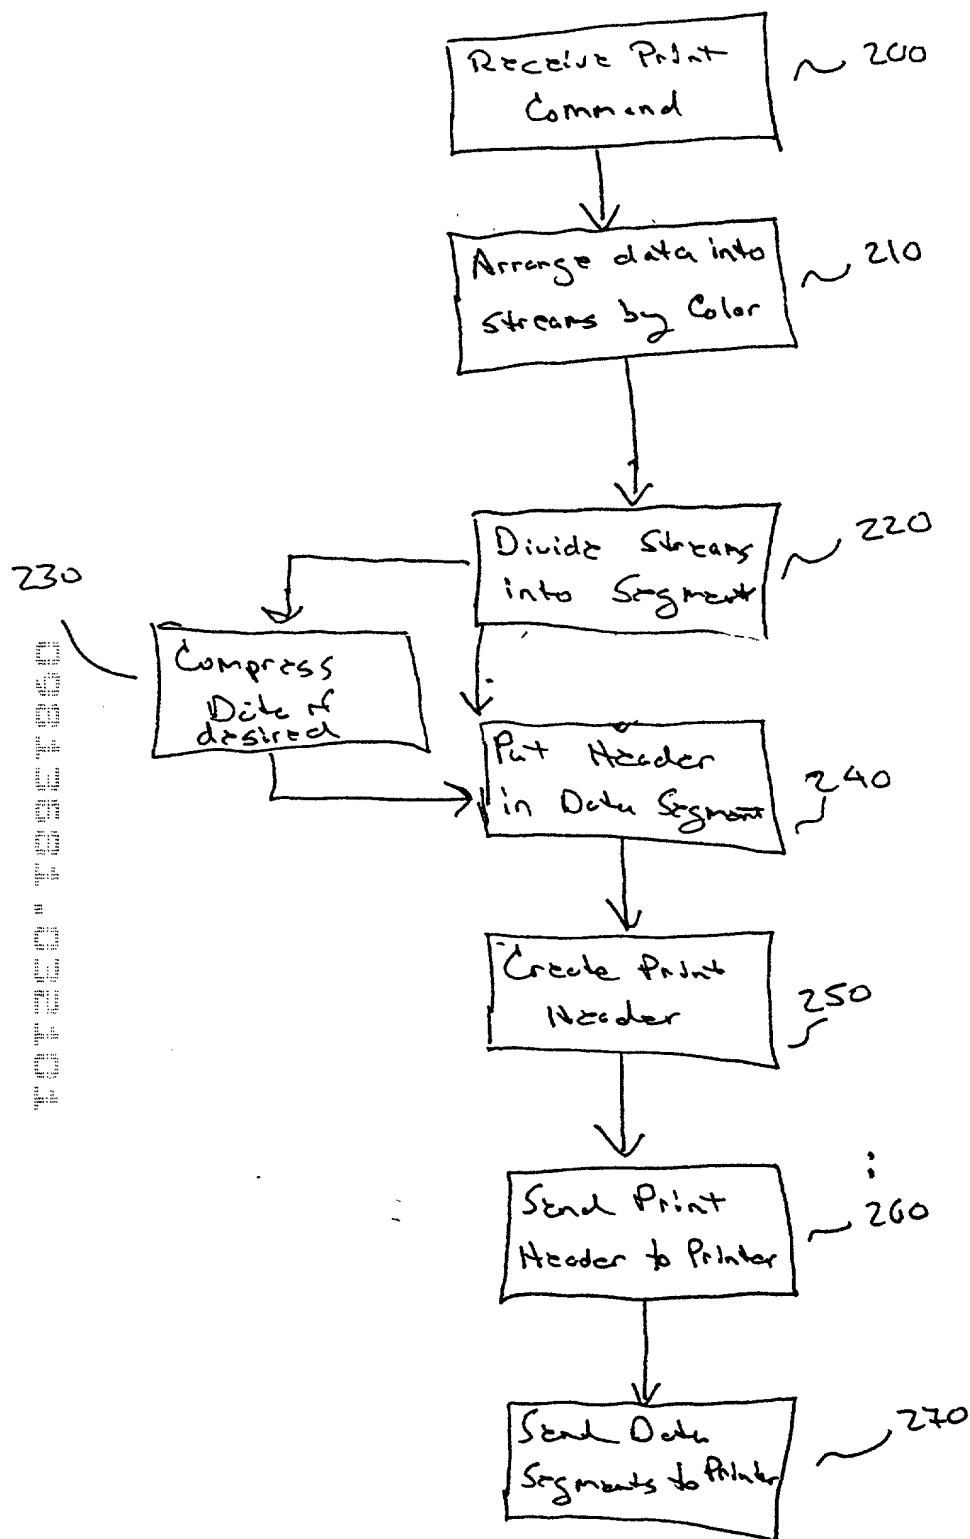 Receive Print
Command
200
Arrange data into
streams by Color
210
Divide Streams
into Segment
220
230
Compress
Data if
desired
Put Header
in Data Segment
240
Create Print
Header
250
Send Print
Header to Printer
260
Send Data
Segments to Printer
270